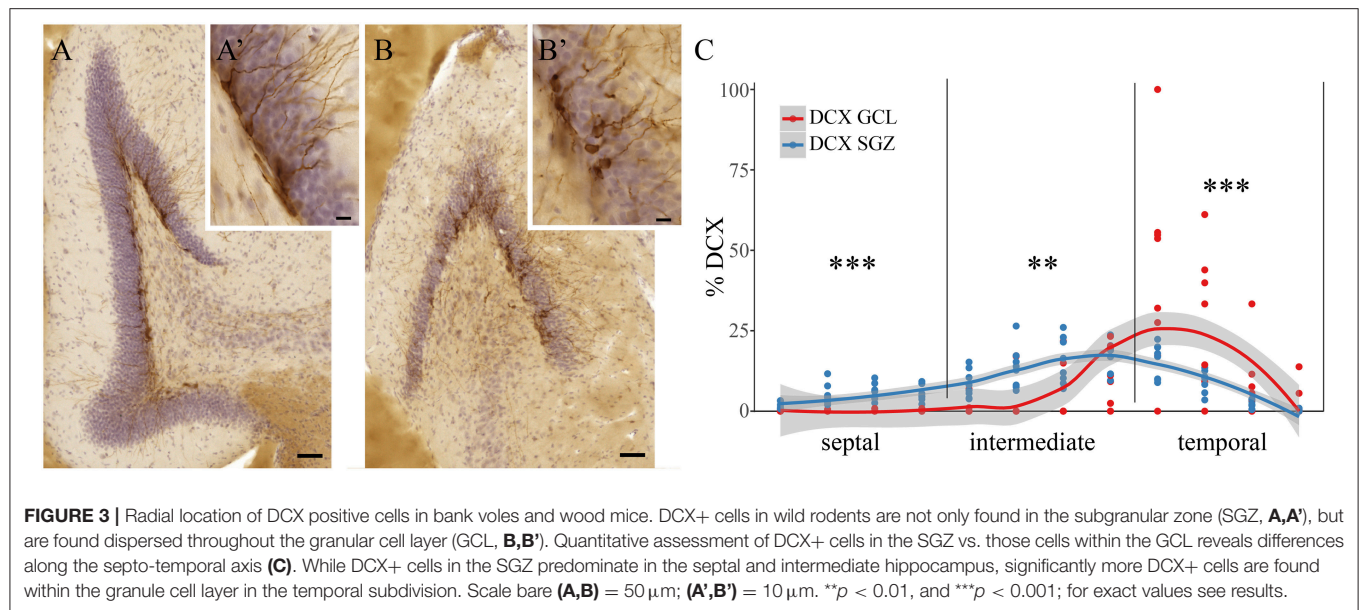 A
A'
B
B'
C
100
75
50
25
0
% DCX
DCX GCL
DCX SGZ
***
**
***
septal
intermediate
temporal
FIGURE 3 | Radial location of DCX positive cells in bank voles and wood mice. DCX+ cells in wild rodents are not only found in the subgranular zone (SGZ, A,A'), but
are found dispersed throughout the granular cell layer (GCL, B,B'). Quantitative assessment of DCX+ cells in the SGZ vs. those cells within the GCL reveals differences
along the septo-temporal axis (C). While DCX+ cells in the SGZ predominate in the septal and intermediate hippocampus, significantly more DCX+ cells are found
within the granule cell layer in the temporal subdivision. Scale bare (A,B) = 50 μm; (A',B') = 10 μm. **p < 0.01, and ***p < 0.001; for exact values see results.